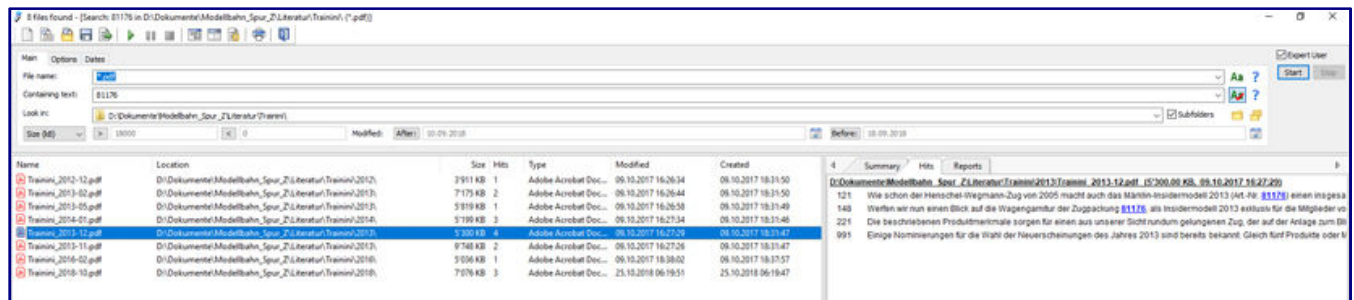 8 files found - [Search: 81176 in D:\Dokumente\Modellbahn_Spur_Z\Literatur\Trainini\ (*.pdf)]
Main Options Dates
Expert User
File name: *.pdf
Start Stop
Containing text: 81176
Look in: D:\Dokumente\Modellbahn_Spur_Z\Literatur\Trainini\
Subfolders
Size (kB) > 18000 < 0 Modified: After: 10.09.2018 Before: 18.09.2018
Name Location Size Hits Type Modified Created
Trainini_2012-12.pdf D:\Dokumente\Modellbahn_Spur_Z\Literatur\Trainini\2012\ 3'911 KB 1 Adobe Acrobat Doc... 09.10.2017 16:26:34 09.10.2017 18:31:50
Trainini_2013-02.pdf D:\Dokumente\Modellbahn_Spur_Z\Literatur\Trainini\2013\ 7'175 KB 2 Adobe Acrobat Doc... 09.10.2017 16:26:44 09.10.2017 18:31:50
Trainini_2013-05.pdf D:\Dokumente\Modellbahn_Spur_Z\Literatur\Trainini\2013\ 5'819 KB 1 Adobe Acrobat Doc... 09.10.2017 16:26:58 09.10.2017 18:31:49
Trainini_2014-01.pdf D:\Dokumente\Modellbahn_Spur_Z\Literatur\Trainini\2014\ 5'199 KB 3 Adobe Acrobat Doc... 09.10.2017 16:27:34 09.10.2017 18:31:46
Trainini_2013-12.pdf D:\Dokumente\Modellbahn_Spur_Z\Literatur\Trainini\2013\ 5'300 KB 4 Adobe Acrobat Doc... 09.10.2017 16:27:29 09.10.2017 18:31:47
Trainini_2013-11.pdf D:\Dokumente\Modellbahn_Spur_Z\Literatur\Trainini\2013\ 9'748 KB 2 Adobe Acrobat Doc... 09.10.2017 16:27:26 09.10.2017 18:31:47
Trainini_2016-02.pdf D:\Dokumente\Modellbahn_Spur_Z\Literatur\Trainini\2016\ 5'036 KB 1 Adobe Acrobat Doc... 09.10.2017 18:38:02 09.10.2017 18:37:57
Trainini_2018-10.pdf D:\Dokumente\Modellbahn_Spur_Z\Literatur\Trainini\2018\ 7'076 KB 3 Adobe Acrobat Doc... 25.10.2018 06:19:51 25.10.2018 06:19:47
Summary Hits Reports
D:\Dokumente\Modellbahn_Spur_Z\Literatur\Trainini\2013\Trainini_2013-12.pdf (5'300.00 KB, 09.10.2017 16:27:29)
121 Wie schon der Henschel-Wegmann-Zug von 2005 macht auch das Märklin-Insidermodell 2013 (Art.-Nr. 81176) einen insgesa
148 Werfen wir nun einen Blick auf die Wagengarnitur der Zugpackung 81176, als Insidermodell 2013 exklusiv für die Mitglieder vo
221 Die beschriebenen Produktmerkmale sorgen für einen aus unserer Sicht rundum gelungenen Zug, der auf der Anlage zum Bli
991 Einige Nominierungen für die Wahl der Neuerscheinungen des Jahres 2013 sind bereits bekannt: Gleich fünf Produkte oder M